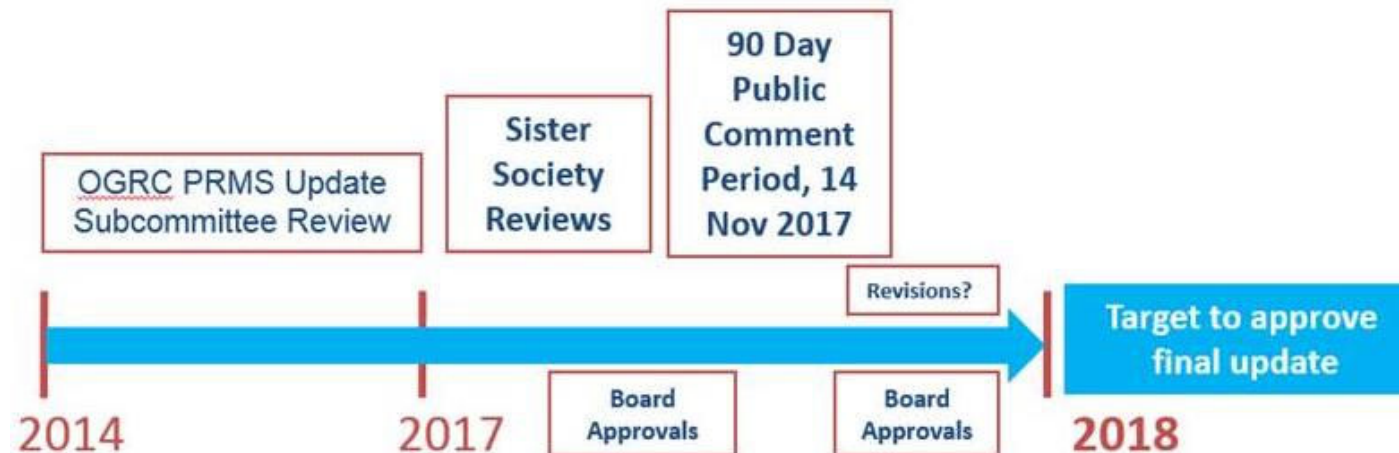 OGRC PRMS Update
Subcommittee Review
Sister
Society
Reviews
90 Day
Public
Comment
Period, 14
Nov 2017
Revisions?
Target to approve
final update
Board
Approvals
Board
Approvals
2014
2017
2018